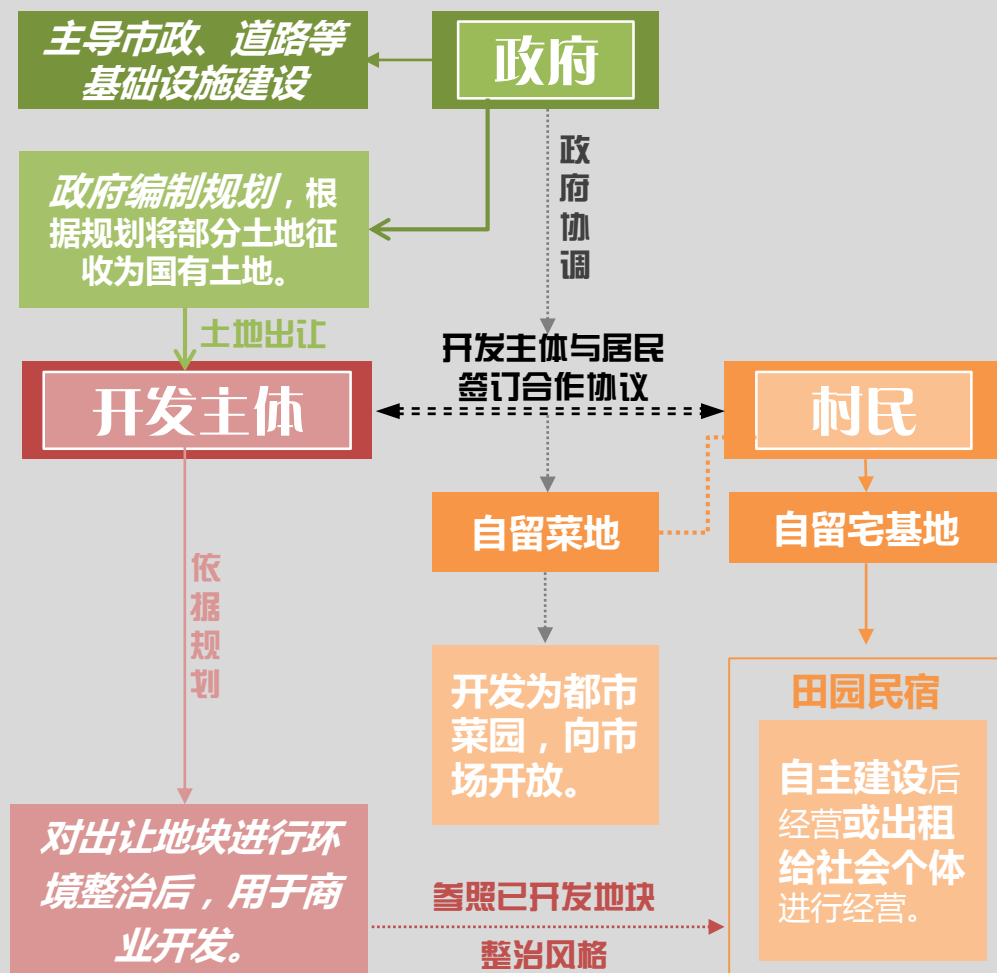 主导市政、道路等
基础设施建设
政府
政府编制规划，根
据规划将部分土地征
收为国有土地。
政府协调
土地出让
开发主体与居民
签订合作协议
开发主体
村民
自留菜地
自留宅基地
依据规划
开发为都市
菜园，向市
场开放。
田园民宿
自主建设后
经营或出租
给社会个体
进行经营。
对出让地块进行环
境整治后，用于商
业开发。
参照已开发地块
整治风格